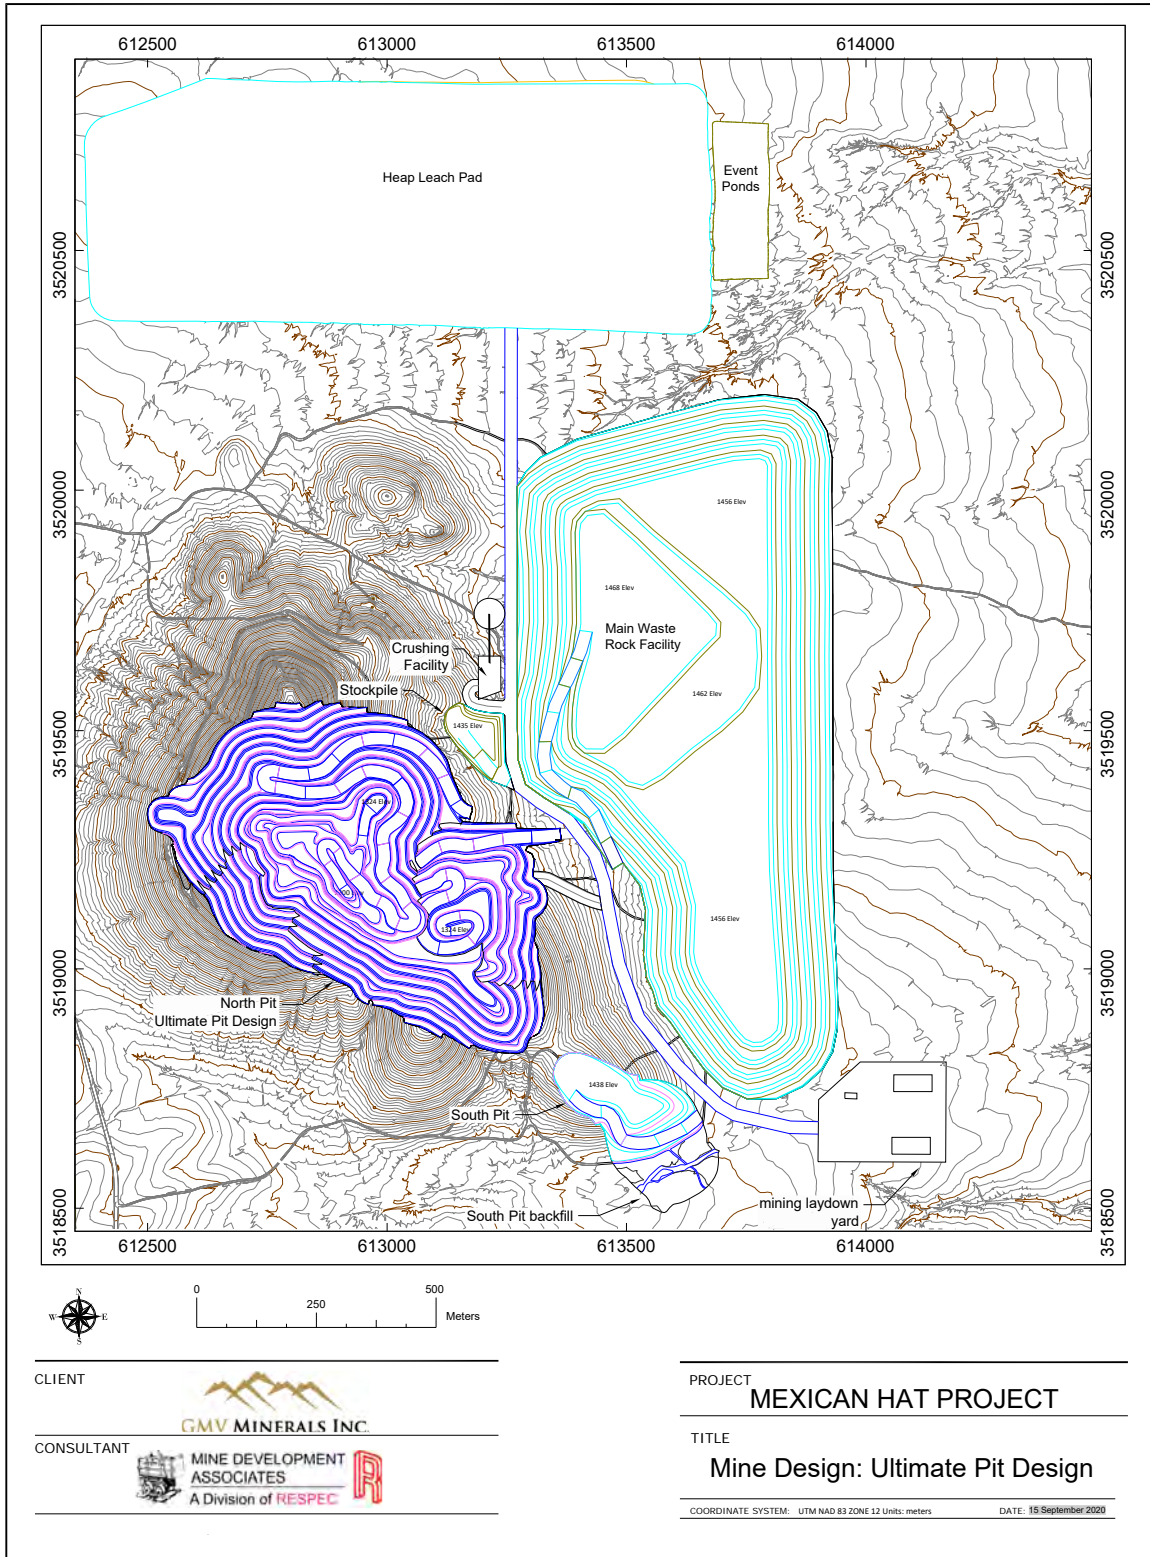 612500 613000 613500 614000
Heap Leach Pad
Event
Ponds
3520500 3520500
3520000 3520000
1456 Elev
1468 Elev
Main Waste
Rock Facility
Crushing
Facility
Stockpile
1462 Elev
1435 Elev
3519500 3519500
1324 Elev
1324 Elev
1456 Elev
3519000 3519000
North Pit
Ultimate Pit Design
1438 Elev
South Pit
South Pit backfill
mining laydown
yard
3518500 3518500
612500 613000 613500 614000
N
W E
S
0 250 500
Meters
CLIENT
GMV MINERALS INC.
CONSULTANT
MINE DEVELOPMENT
ASSOCIATES
A Division of RESPEC
R
PROJECT
MEXICAN HAT PROJECT
TITLE
Mine Design: Ultimate Pit Design
COORDINATE SYSTEM: UTM NAD 83 ZONE 12 Units: meters DATE: 15 September 2020